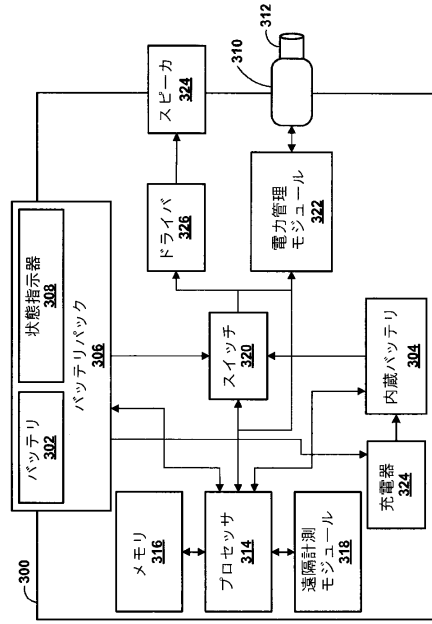 300
バッテリ
302
状態指示器
308
バッテリパック
306
メモリ
316
プロセッサ
314
遠隔計測
モジュール
318
スイッチ
320
ドライバ
326
スピーカ
324
310
312
電力管理
モジュール
322
内蔵バッテリ
304
充電器
324